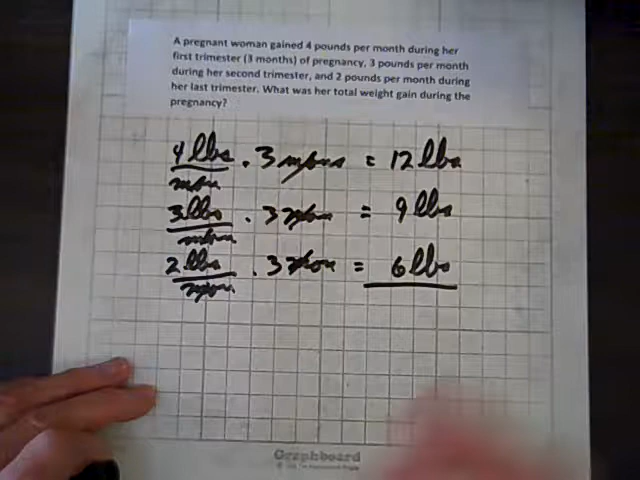 A pregnant woman gained 4 pounds per month during her
first trimester (3 months) of pregnancy, 3 pounds per month
during her second trimester, and 2 pounds per month during
her last trimester. What was her total weight gain during the
pregnancy?
4 lbs / mon . 3 mons = 12 lbs
3 lbs / mon . 3 mon = 9 lbs
2 lbs / mon . 3 mon = 6 lbs
Graphboard